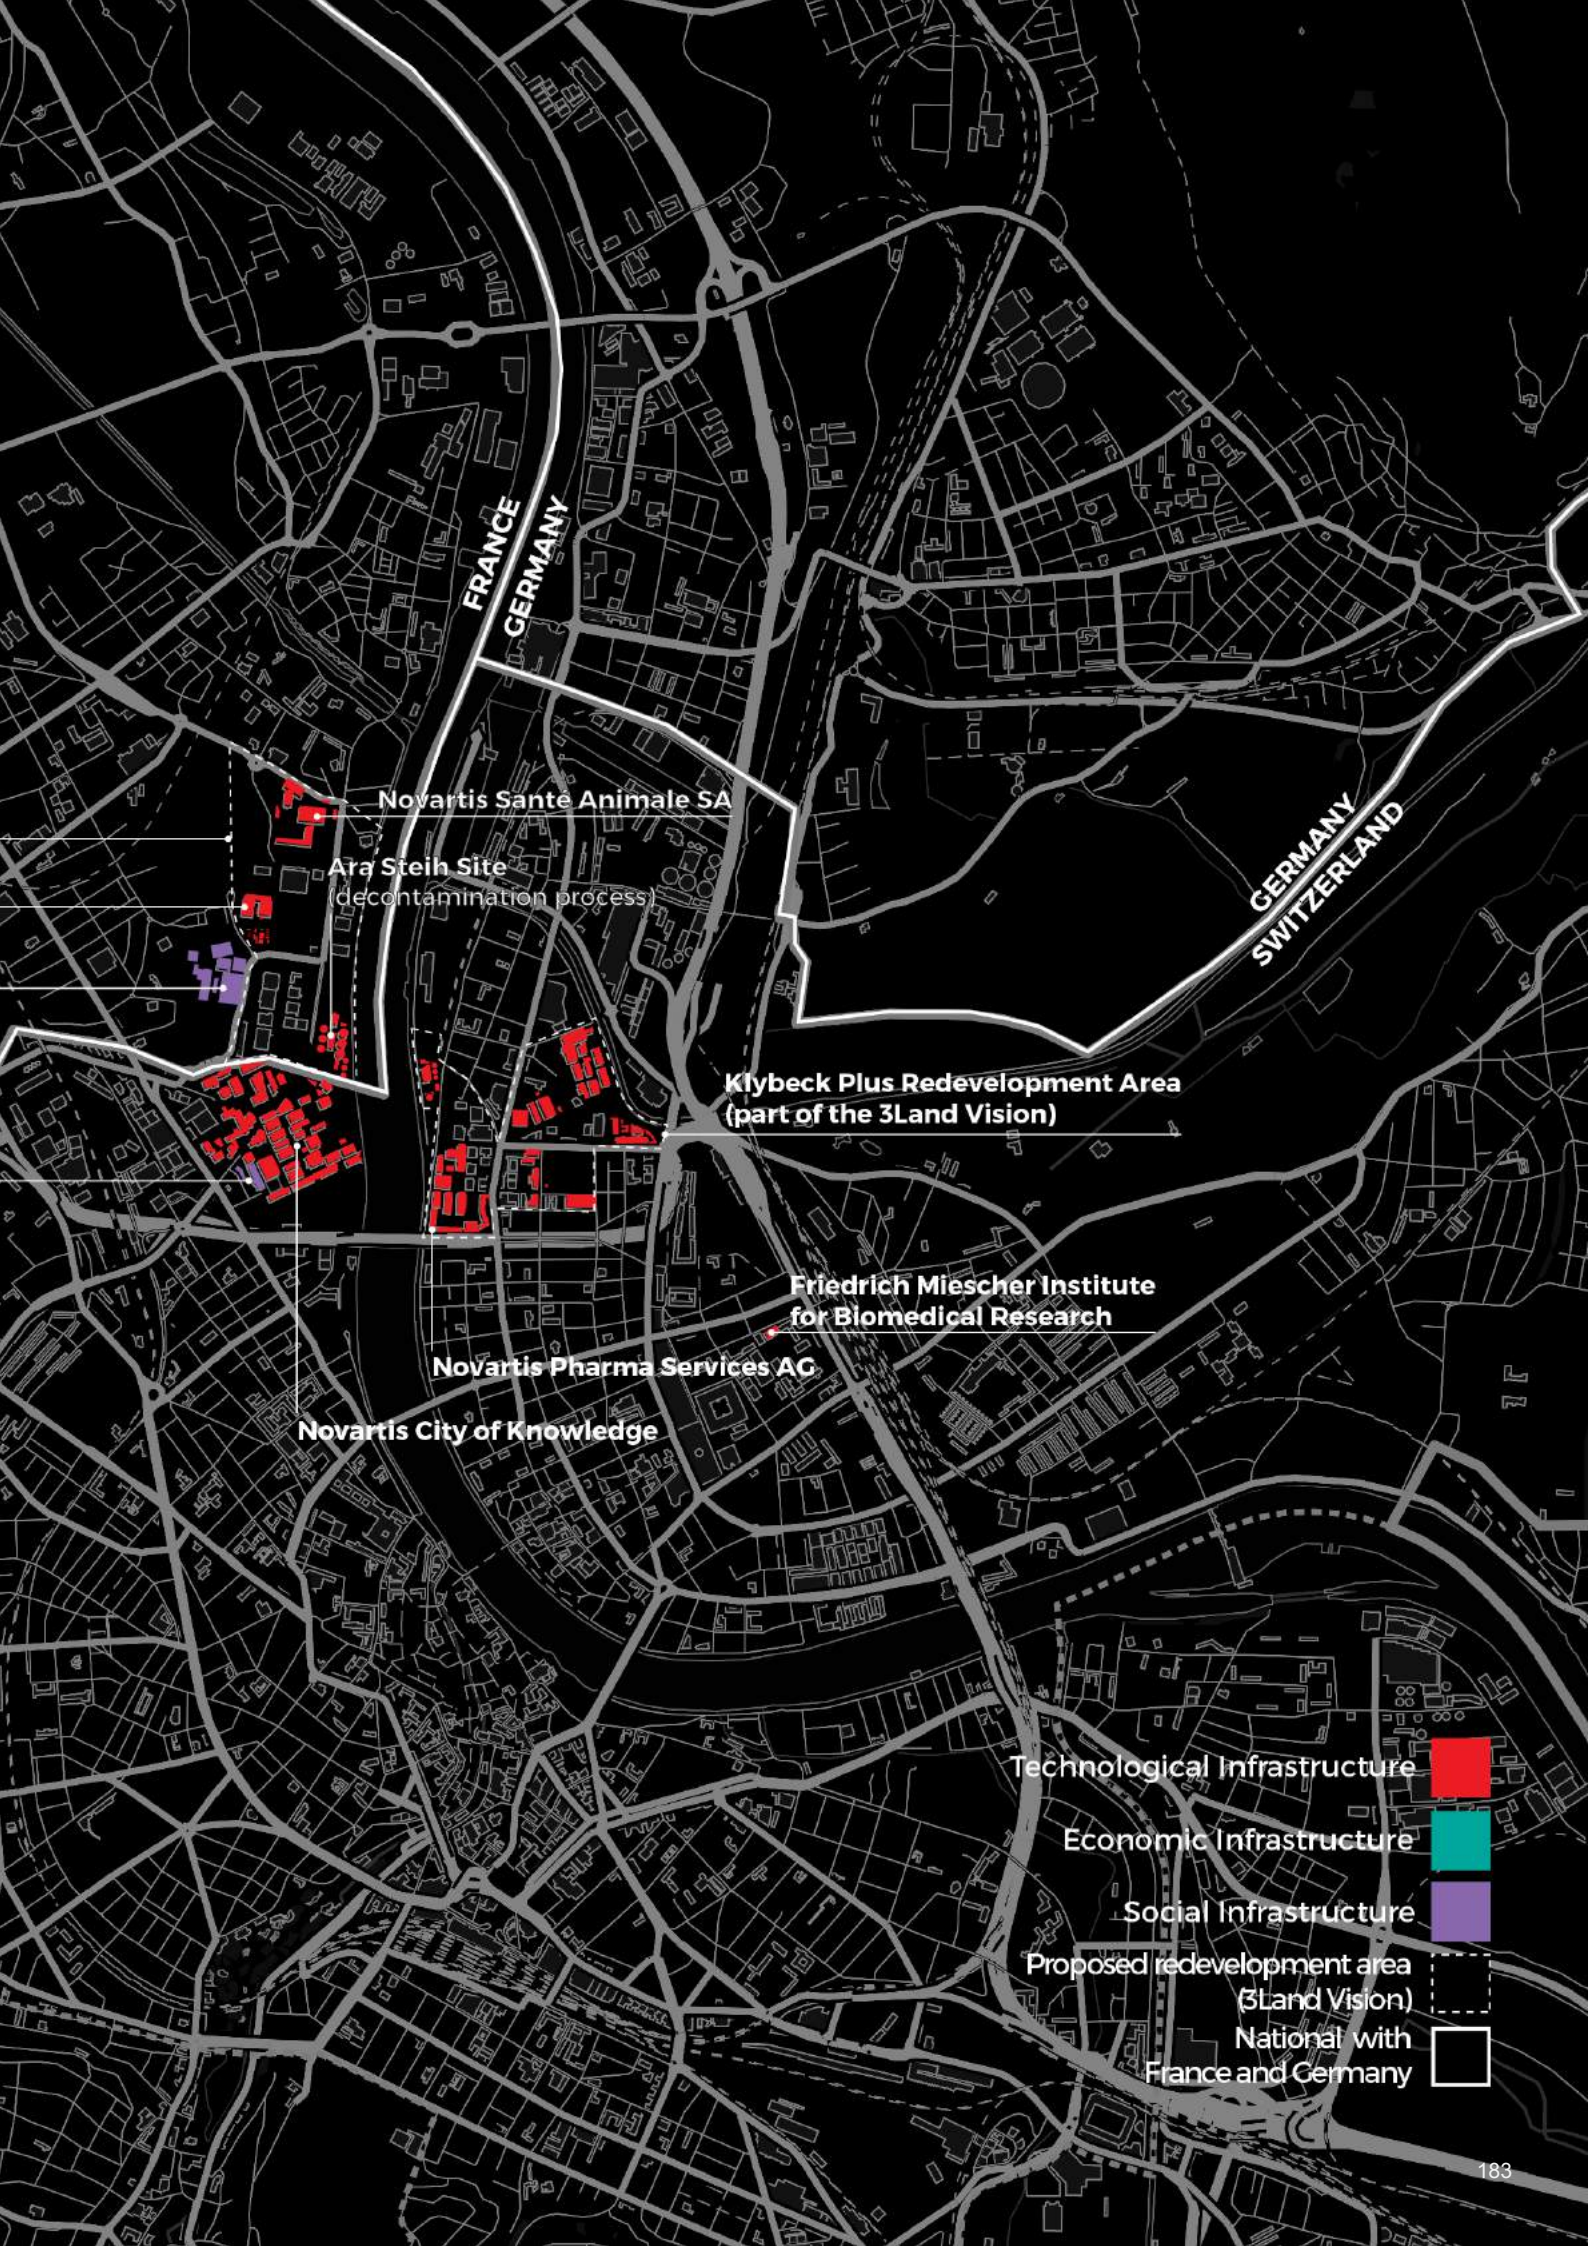 FRANCE
GERMANY
Novartis Santé Animale SA
Ara Steih Site
(decontamination process)
GERMANY
SWITZERLAND
Klybeck Plus Redevelopment Area
(part of the 3Land Vision)
Friedrich Miescher Institute
for Biomedical Research
Novartis Pharma Services AG
Novartis City of Knowledge
Technological Infrastructure
Economic Infrastructure
Social Infrastructure
Proposed redevelopment area
(3Land Vision)
National with
France and Germany
183